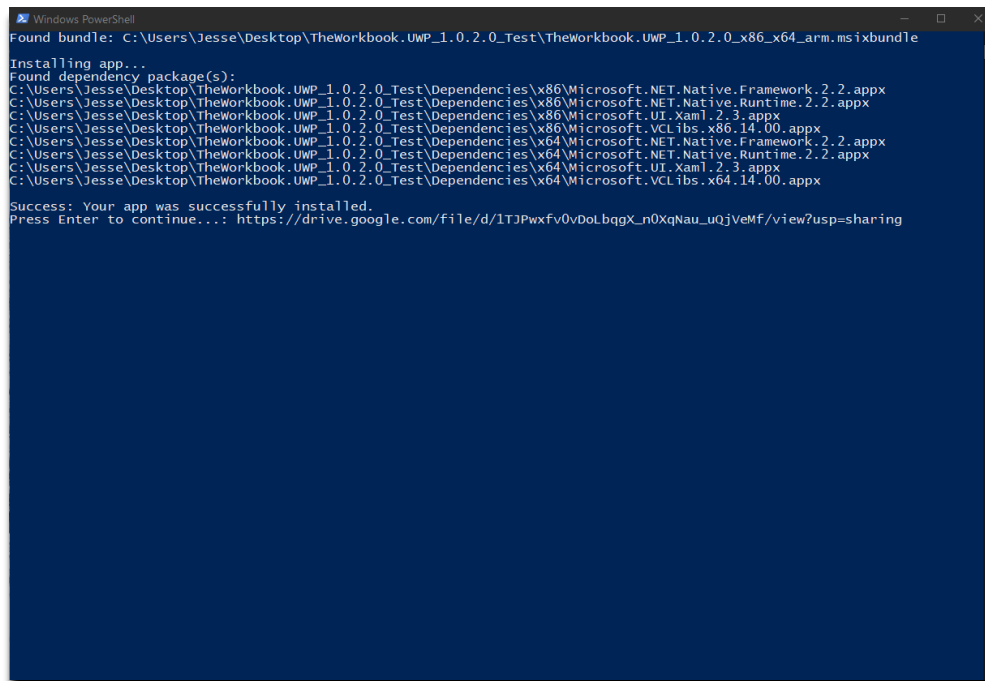 Windows PowerShell
Found bundle: C:\Users\Jesse\Desktop\TheWorkbook.UWP_1.0.2.0_Test\TheWorkbook.UWP_1.0.2.0_x86_x64_arm.msixbundle
Installing app...
Found dependency package(s):
C:\Users\Jesse\Desktop\TheWorkbook.UWP_1.0.2.0_Test\Dependencies\x86\Microsoft.NET.Native.Framework.2.2.appx
C:\Users\Jesse\Desktop\TheWorkbook.UWP_1.0.2.0_Test\Dependencies\x86\Microsoft.NET.Native.Runtime.2.2.appx
C:\Users\Jesse\Desktop\TheWorkbook.UWP_1.0.2.0_Test\Dependencies\x86\Microsoft.UI.Xaml.2.3.appx
C:\Users\Jesse\Desktop\TheWorkbook.UWP_1.0.2.0_Test\Dependencies\x86\Microsoft.VCLibs.x86.14.00.appx
C:\Users\Jesse\Desktop\TheWorkbook.UWP_1.0.2.0_Test\Dependencies\x64\Microsoft.NET.Native.Framework.2.2.appx
C:\Users\Jesse\Desktop\TheWorkbook.UWP_1.0.2.0_Test\Dependencies\x64\Microsoft.NET.Native.Runtime.2.2.appx
C:\Users\Jesse\Desktop\TheWorkbook.UWP_1.0.2.0_Test\Dependencies\x64\Microsoft.UI.Xaml.2.3.appx
C:\Users\Jesse\Desktop\TheWorkbook.UWP_1.0.2.0_Test\Dependencies\x64\Microsoft.VCLibs.x64.14.00.appx
Success: Your app was successfully installed.
Press Enter to continue...: https://drive.google.com/file/d/1TJPwxfv0vDoLbqgX_n0XqNau_uQjVeMf/view?usp=sharing